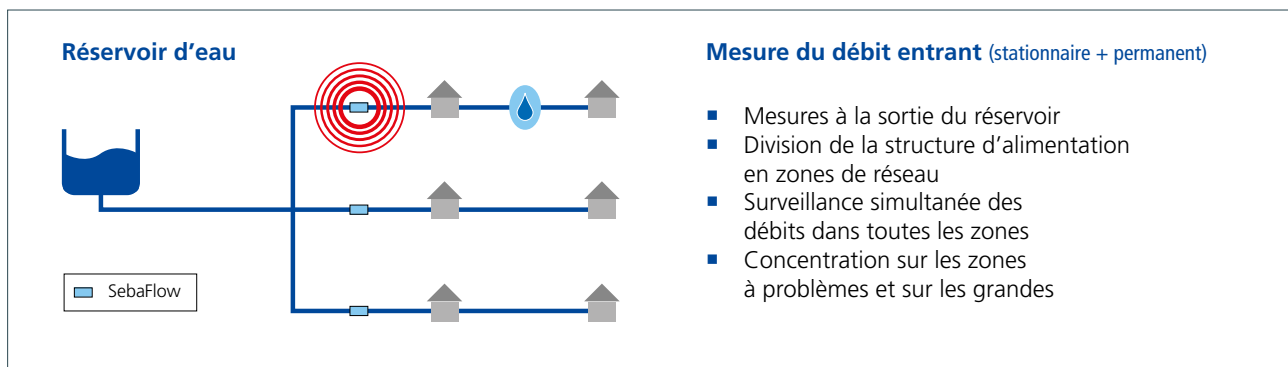 Réservoir d’eau
SebaFlow
Mesure du débit entrant (stationnaire + permanent)
▪ Mesures à la sortie du réservoir
▪ Division de la structure d’alimentation
en zones de réseau
▪ Surveillance simultanée des
débits dans toutes les zones
▪ Concentration sur les zones
à problèmes et sur les grandes